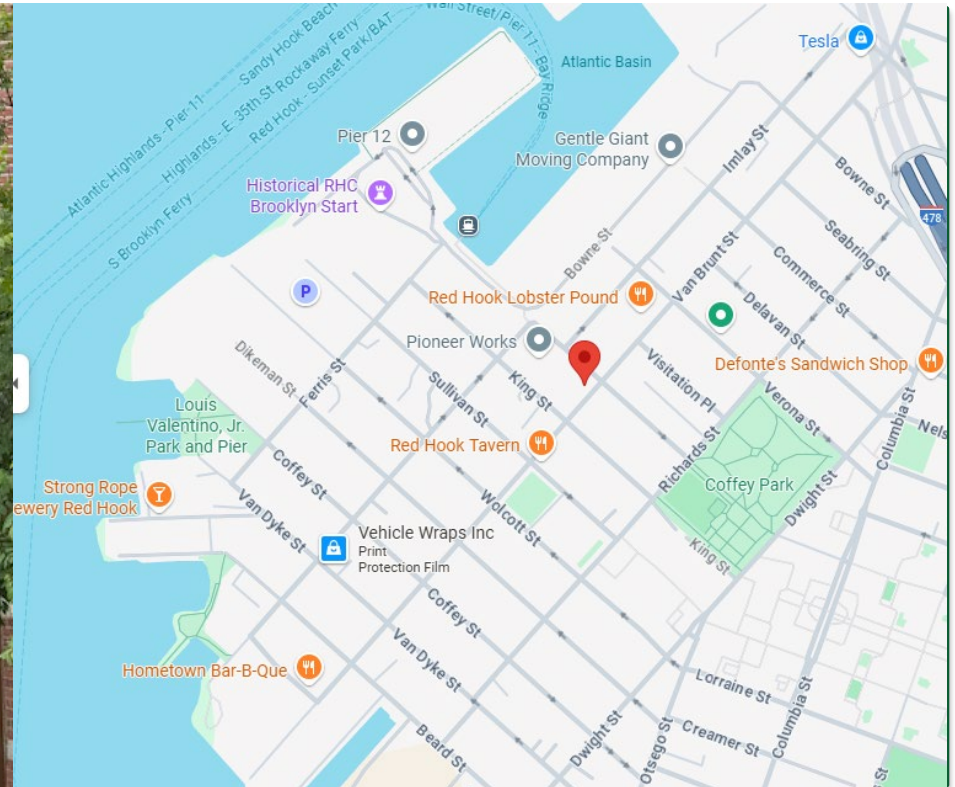 Wall Street/Pier 11 - Bay Ridge
Sandy Hook Beach
Atlantic Highlands - Pier 11
Highlands - E. 35th St Rockaway Ferry
Red Hook - Sunset Park/BAT
S Brooklyn Ferry
Atlantic Basin
Tesla
Pier 12
Gentle Giant
Moving Company
Imlay St
Historical RHC
Brooklyn Start
Bowne St
478
Seabring St
Bowne St
Van Brunt St
Commerce St
P
Red Hook Lobster Pound
Delavan St
Pioneer Works
Defonte's Sandwich Shop
Dikeman St
Ferris St
Sullivan St
King St
Visitation Pl
Verona St
Columbia St
Louis
Valentino, Jr.
Park and Pier
Red Hook Tavern
Richards St
Nels
Coffey St
Coffey Park
Dwight St
Strong Rope
ewery Red Hook
Van Dyke St
Wolcott St
Vehicle Wraps Inc
Print
Protection Film
King St
Coffey St
Hometown Bar-B-Que
Van Dyke St
Lorraine St
Columbia St
Creamer St
Beard St
Dwight St
Otsego St
St